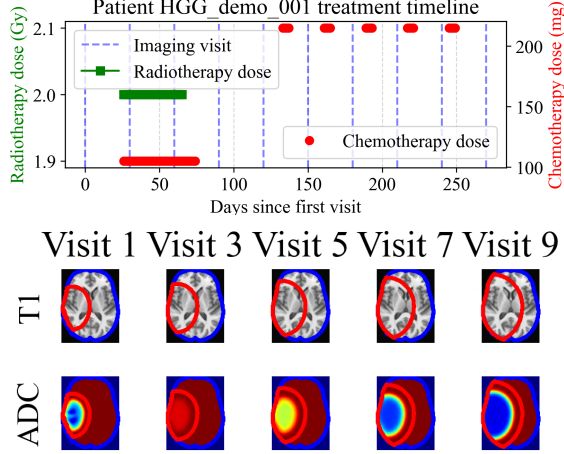 Patient HGG_demo_001 treatment timeline
Radiotherapy dose (Gy)
2.1
2.0
1.9
Imaging visit
Radiotherapy dose
Chemotherapy dose
200
150
100
Chemotherapy dose (mg)
0 50 100 150 200 250
Days since first visit
Visit 1 Visit 3 Visit 5 Visit 7 Visit 9
T1
ADC